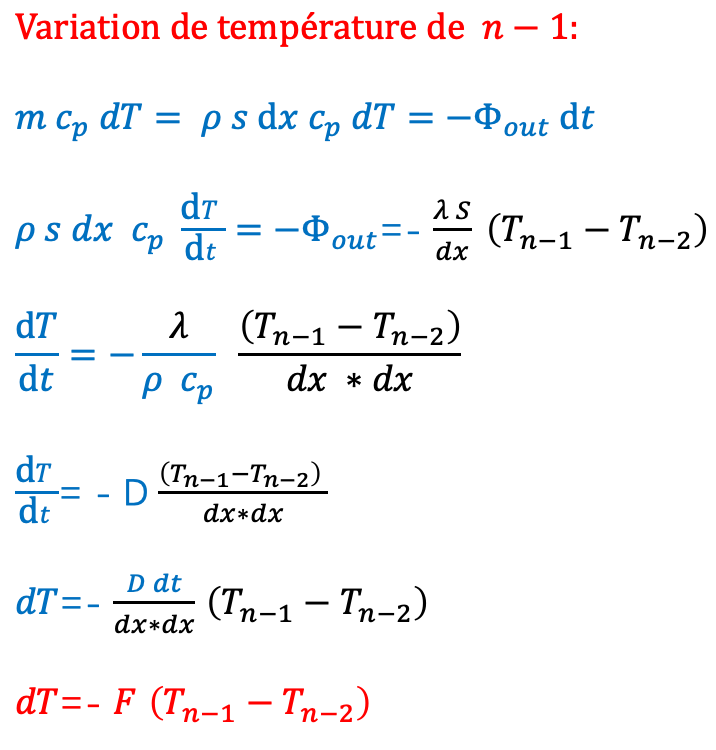 Variation de température de n − 1:
m c_p dT = ρ s dx c_p dT = −Φ_out dt
ρ s dx c_p dT/dt = −Φ_out=- λ S/dx (T_{n−1} − T_{n−2})
dT/dt = − λ/(ρ c_p) (T_{n−1} − T_{n−2})/(dx * dx)
dT/dt= - D (T_{n−1}−T_{n−2})/(dx*dx)
dT=- D dt/(dx*dx) (T_{n−1} − T_{n−2})
dT=- F (T_{n−1} − T_{n−2})